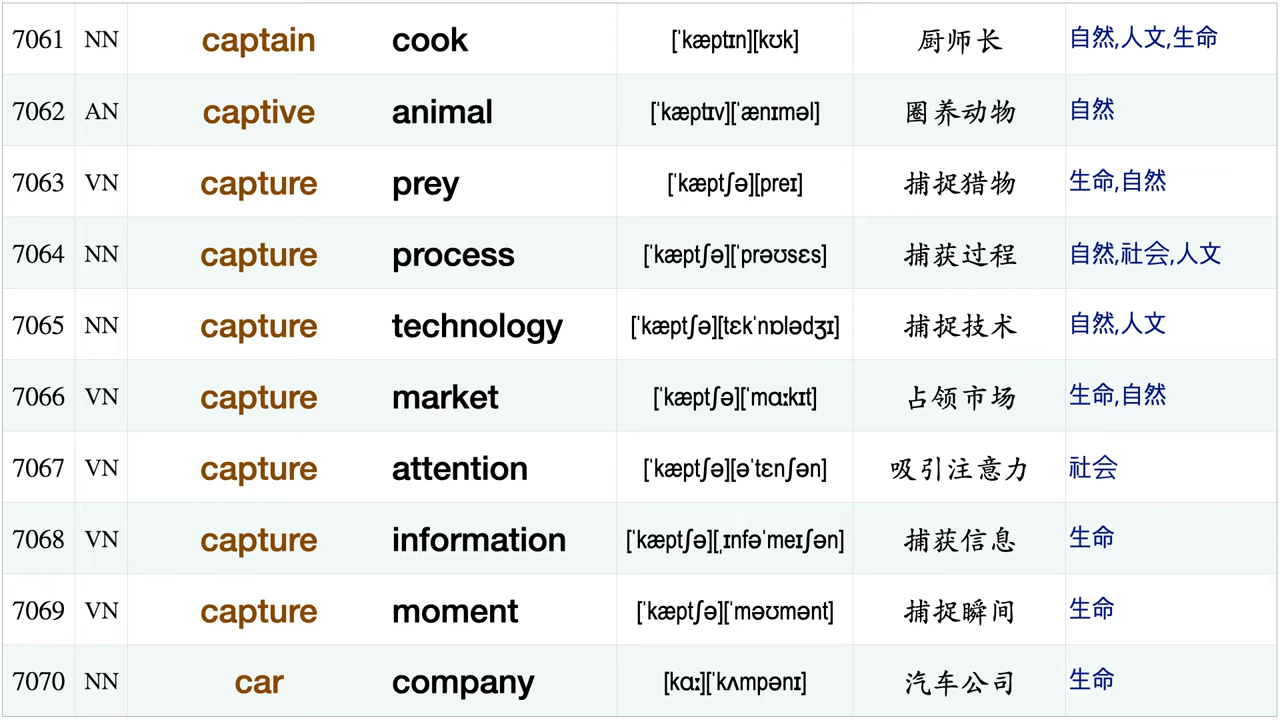 7061 NN captain cook [ˈkæptɪn][kʊk] 厨师长 自然,人文,生命
7062 AN captive animal [ˈkæptɪv][ˈænɪməl] 圈养动物 自然
7063 VN capture prey [ˈkæptʃə][preɪ] 捕捉猎物 生命,自然
7064 NN capture process [ˈkæptʃə][ˈprəʊsɛs] 捕获过程 自然,社会,人文
7065 NN capture technology [ˈkæptʃə][tɛkˈnɒlədʒɪ] 捕捉技术 自然,人文
7066 VN capture market [ˈkæptʃə][ˈmɑːkɪt] 占领市场 生命,自然
7067 VN capture attention [ˈkæptʃə][əˈtɛnʃən] 吸引注意力 社会
7068 VN capture information [ˈkæptʃə][ˌɪnfəˈmeɪʃən] 捕获信息 生命
7069 VN capture moment [ˈkæptʃə][ˈməʊmənt] 捕捉瞬间 生命
7070 NN car company [kɑː][ˈkʌmpənɪ] 汽车公司 生命